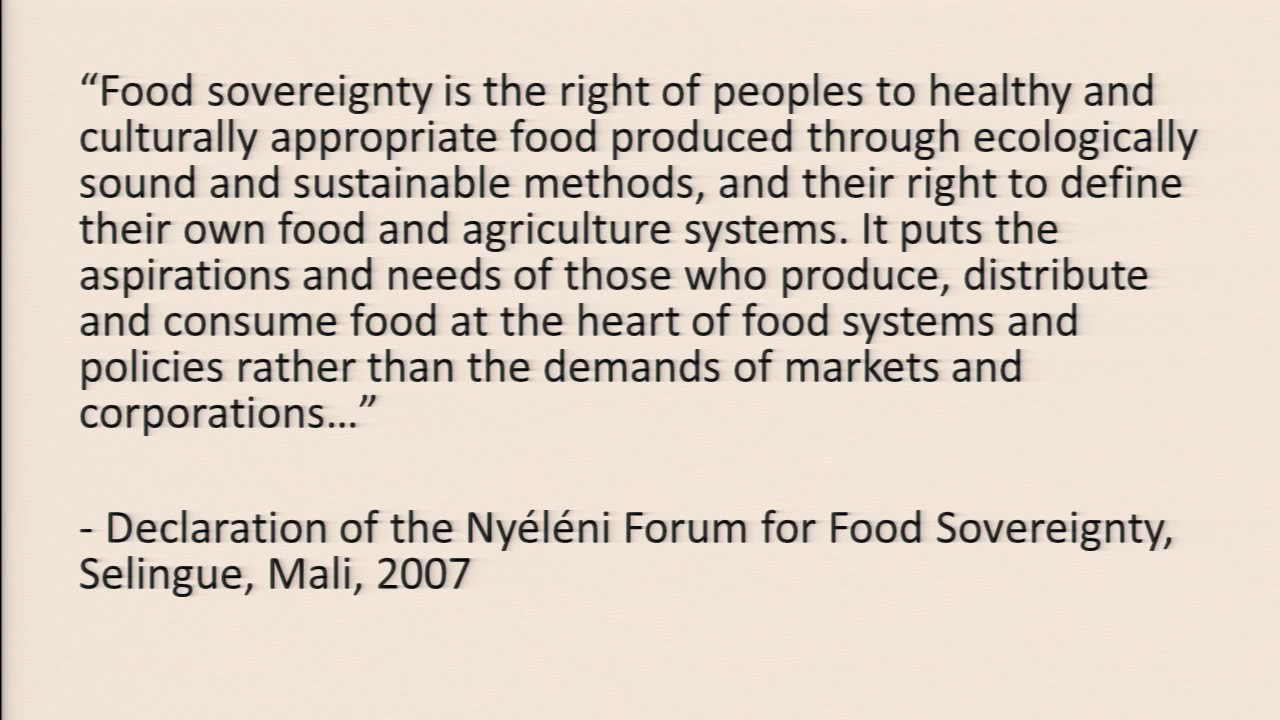 “Food sovereignty is the right of peoples to healthy and
culturally appropriate food produced through ecologically
sound and sustainable methods, and their right to define
their own food and agriculture systems. It puts the
aspirations and needs of those who produce, distribute
and consume food at the heart of food systems and
policies rather than the demands of markets and
corporations…”
- Declaration of the Nyéléni Forum for Food Sovereignty,
Selingue, Mali, 2007